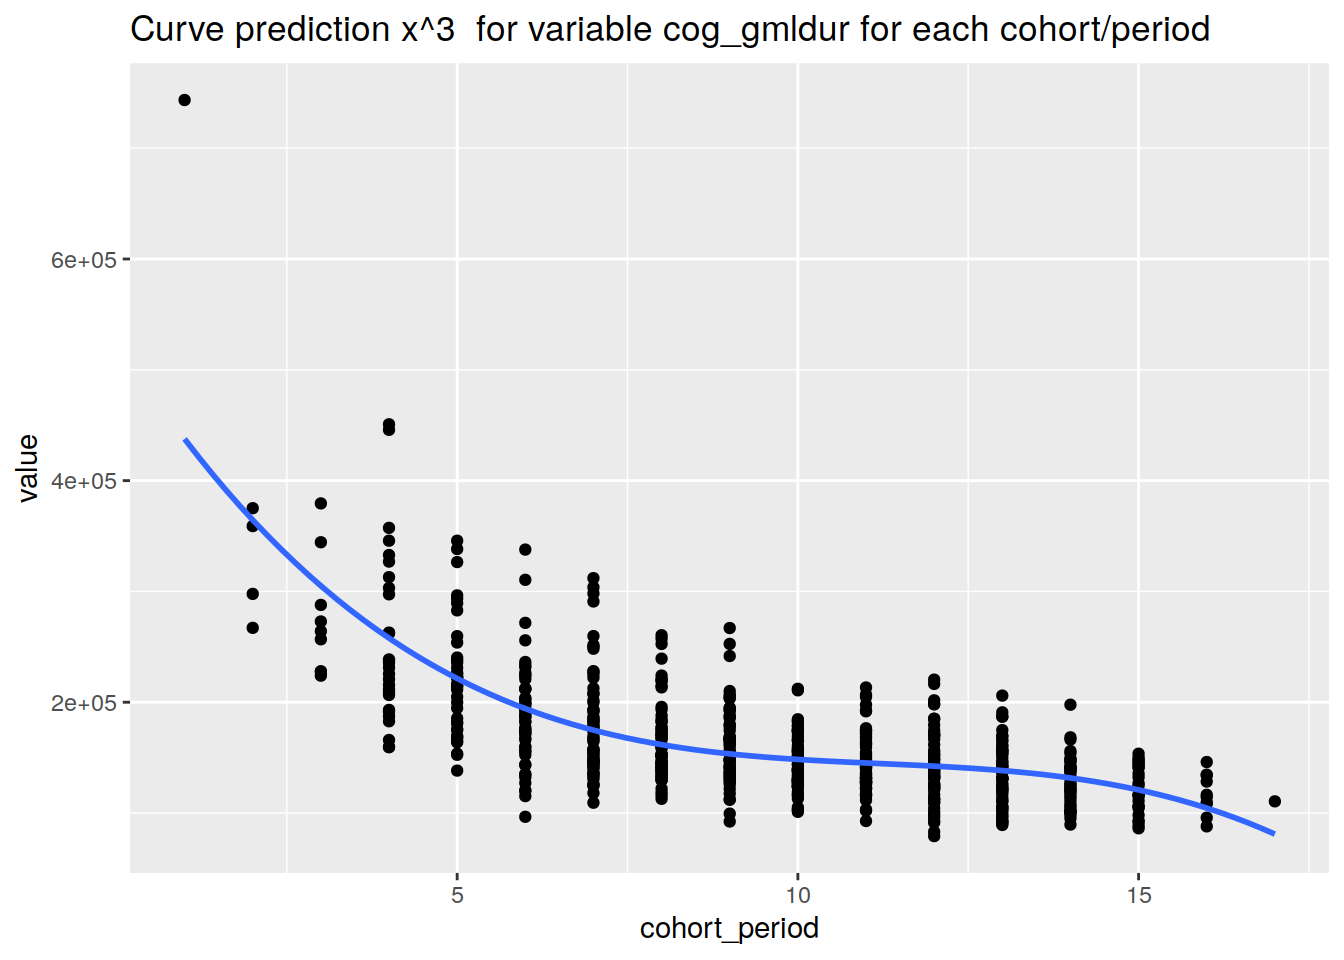 Curve prediction x^3  for variable cog_gmldur for each cohort/period
6e+05
4e+05
2e+05
value
5
10
15
cohort_period